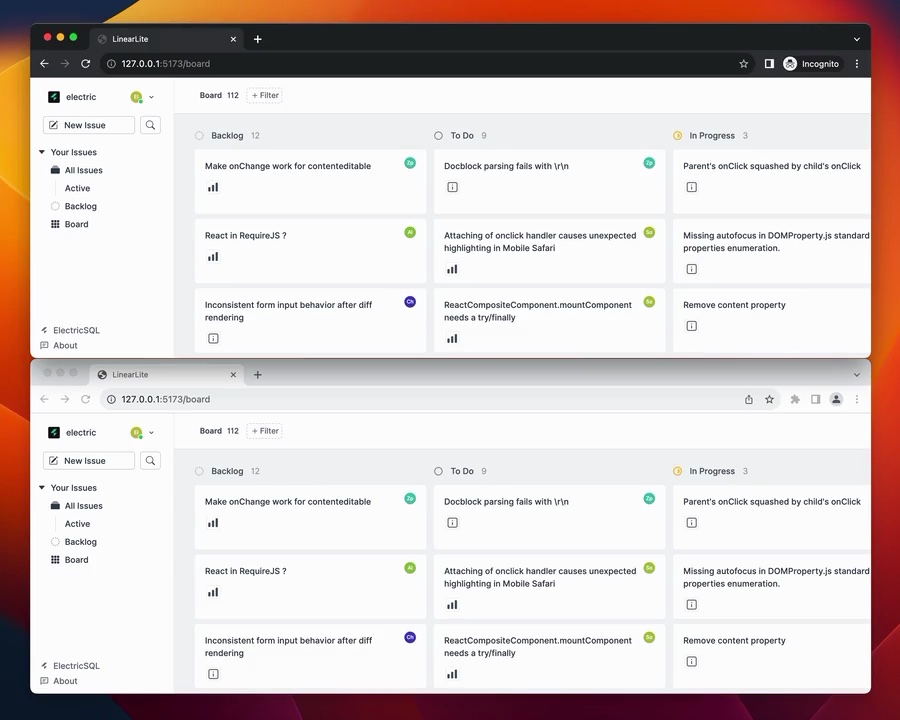 LinearLite
127.0.0.1:5173/board
Incognito
electric
Board 112
+ Filter
New Issue
Backlog 12
To Do 9
In Progress 3
Your Issues
All Issues
Active
Backlog
Board
Make onChange work for contenteditable
Zp
Docblock parsing fails with \r\n
Zp
Parent's onClick squashed by child's onClick
React in RequireJS ?
Al
Attaching of onclick handler causes unexpected
highlighting in Mobile Safari
So
Missing autofocus in DOMProperty.js standard
properties enumeration.
Inconsistent form input behavior after diff
rendering
Ch
ReactCompositeComponent.mountComponent
needs a try/finally
So
Remove content property
ElectricSQL
About
LinearLite
127.0.0.1:5173/board
electric
Board 112
+ Filter
New Issue
Backlog 12
To Do 9
In Progress 3
Your Issues
All Issues
Active
Backlog
Board
Make onChange work for contenteditable
Zp
Docblock parsing fails with \r\n
Zp
Parent's onClick squashed by child's onClick
React in RequireJS ?
Al
Attaching of onclick handler causes unexpected
highlighting in Mobile Safari
So
Missing autofocus in DOMProperty.js standard
properties enumeration.
Inconsistent form input behavior after diff
rendering
Ch
ReactCompositeComponent.mountComponent
needs a try/finally
So
Remove content property
ElectricSQL
About